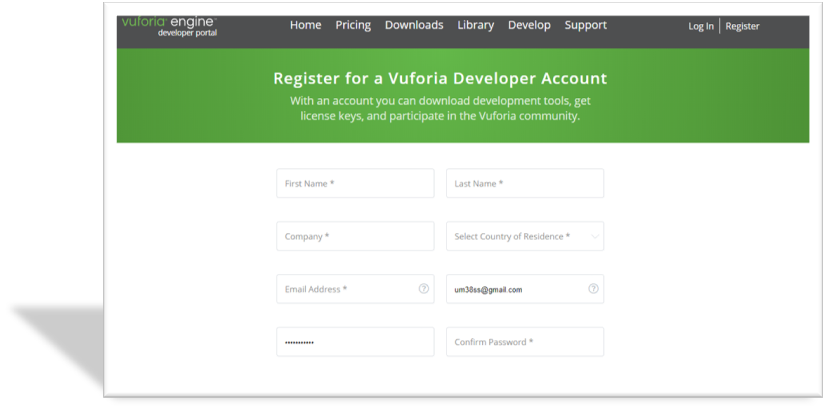 vuforia engine
developer portal
Home Pricing Downloads Library Develop Support
Log In | Register
Register for a Vuforia Developer Account
With an account you can download development tools, get
license keys, and participate in the Vuforia community.
First Name * Last Name *
Company * Select Country of Residence *
Email Address * um38ss@gmail.com
••••••••••• Confirm Password *